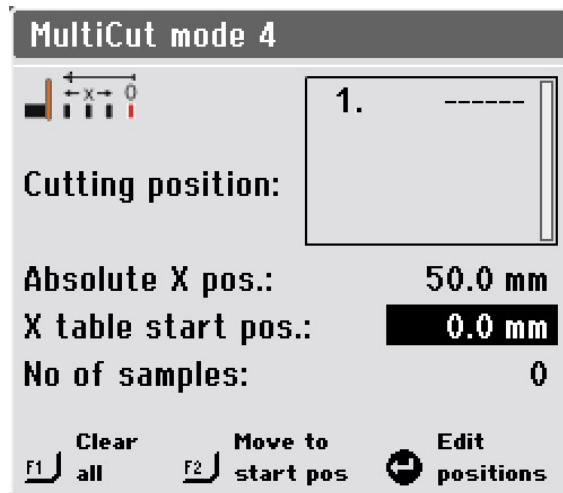 MultiCut mode 4
x 0
1. ------
Cutting position:
Absolute X pos.: 50.0 mm
X table start pos.: 0.0 mm
No of samples: 0
F1 Clear all
F2 Move to start pos
Edit positions